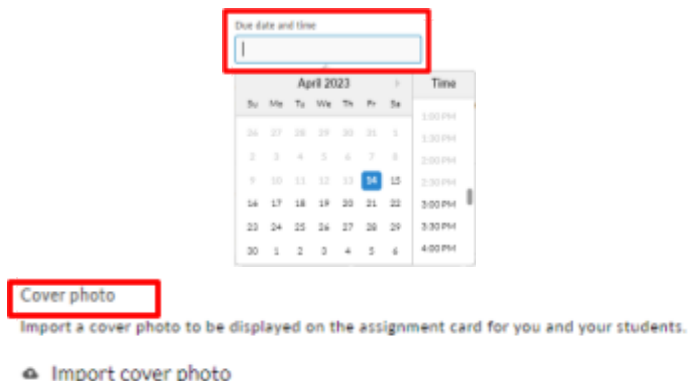 Due date and time
April 2023 > Time
Su Mo Tu We Th Fr Sa
26 27 28 29 30 31 1
2 3 4 5 6 7 8
9 10 11 12 13 14 15
16 17 18 19 20 21 22
23 24 25 26 27 28 29
30 1 2 3 4 5 6
1:00 PM
1:30 PM
2:00 PM
2:30 PM
3:00 PM
3:30 PM
4:00 PM
Cover photo
Import a cover photo to be displayed on the assignment card for you and your students.
Import cover photo